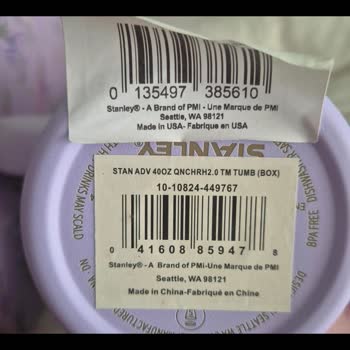 0 135497 385610
Stanley® - A Brand of PMI - Une Marque de PMI
Seattle, WA 98121
Made in USA- Fabriqué en USA
STANLEY
STAN ADV 40OZ QNCHRH2.0 TM TUMB (BOX)
10-10824-449767
0 41608 85947 8
Stanley® - A Brand of PMI-Une Marque de PMI
Seattle, WA 98121
Made in China-Fabriqué en Chine
DRINKS MAY SCALD
BPA FREE
DISHWASHER
SEATTLE WA